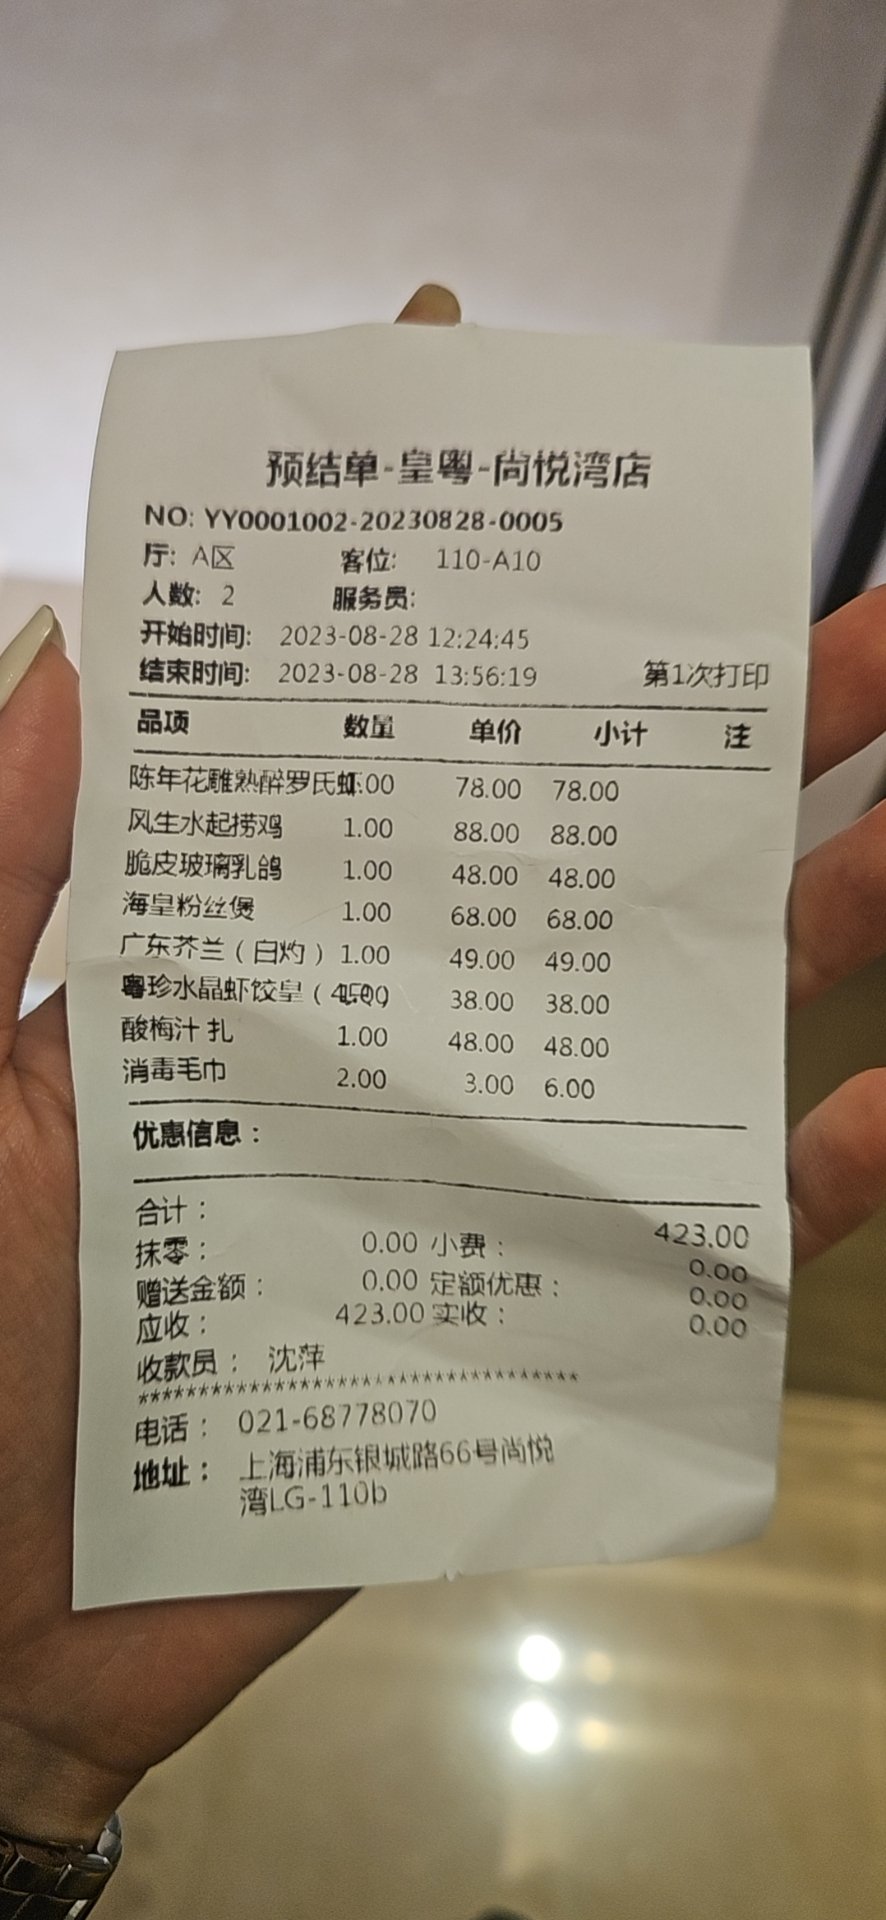 预结单-皇粤-尚悦湾店
NO: YY0001002-20230828-0005
厅: A区 客位: 110-A10
人数: 2 服务员:
开始时间: 2023-08-28 12:24:45
结束时间: 2023-08-28 13:56:19 第1次打印
品项 数量 单价 小计 注
陈年花雕熟醉罗氏虾 1.00 78.00 78.00
风生水起捞鸡 1.00 88.00 88.00
脆皮玻璃乳鸽 1.00 48.00 48.00
海皇粉丝煲 1.00 68.00 68.00
广东芥兰（白灼） 1.00 49.00 49.00
粤珍水晶虾饺皇（ 38.00 38.00
酸梅汁 扎 1.00 48.00 48.00
消毒毛巾 2.00 3.00 6.00
优惠信息：
合计： 423.00
抹零： 0.00 小费： 0.00
赠送金额： 0.00 定额优惠： 0.00
应收： 423.00 实收： 0.00
收款员： 沈萍
************************************
电话： 021-68778070
地址： 上海浦东银城路66号尚悦
湾LG-110b